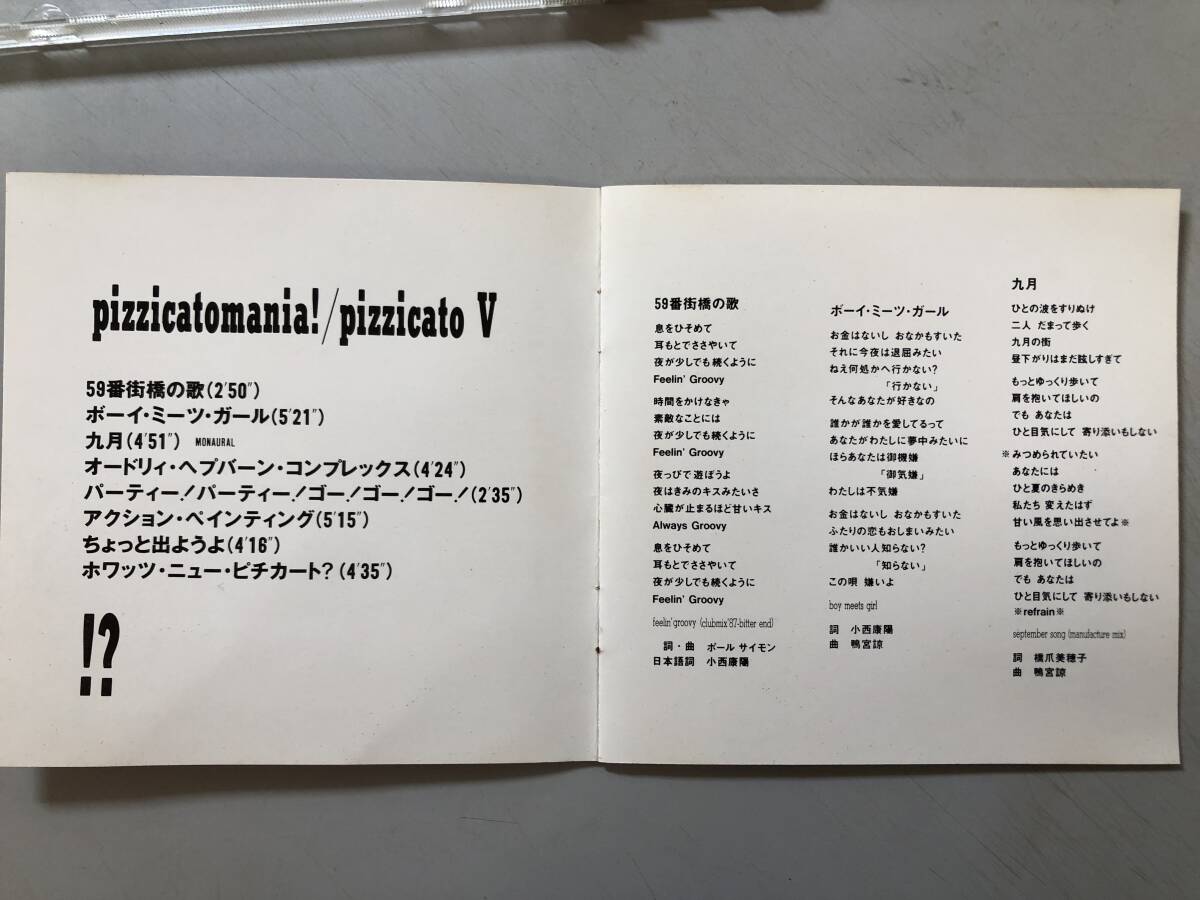 pizzicatomania!/pizzicato V
59番街橋の歌(2'50")
ボーイ・ミーツ・ガール(5'21")
九月(4'51") MONAURAL
オードリィ・ヘプバーン・コンプレックス(4'24")
パーティー!パーティー!ゴー!ゴー!ゴー!(2'35")
アクション・ペインティング(5'15")
ちょっと出ようよ(4'16")
ホワッツ・ニュー・ピチカート?(4'35")
!?
59番街橋の歌
息をひそめて
耳もとでささやいて
夜が少しでも続くように
Feelin' Groovy
時間をかけなきゃ
素敵なことには
夜が少しでも続くように
Feelin' Groovy
夜っぴで遊ぼうよ
夜はきみのキスみたいさ
心臓が止まるほど甘いキス
Always Groovy
息をひそめて
耳もとでささやいて
夜が少しでも続くように
Feelin' Groovy
feelin' groovy (clubmix'87-bitter end)
詞・曲 ポール サイモン
日本語詞 小西康陽
ボーイ・ミーツ・ガール
お金はないし おなかもすいた
それに今夜は退屈みたい
ねえ何処かへ行かない?
「行かない」
そんなあなたが好きなの
誰かが誰かを愛してるって
あなたがわたしに夢中みたいに
ほらあなたは御機嫌
「御気嫌」
わたしは不気嫌
お金はないし おなかもすいた
ふたりの恋もおしまいみたい
誰かいい人知らない?
「知らない」
この唄 嫌いよ
boy meets girl
詞 小西康陽
曲 鴨宮諒
九月
ひとの波をすりぬけ
二人 だまって歩く
九月の街
昼下がりはまだ眩しすぎて
もっとゆっくり歩いて
肩を抱いてほしいの
でも あなたは
ひと目気にして 寄り添いもしない
※みつめられていたい
あなたには
ひと夏のきらめき
私たち 変えたはず
甘い風を思い出させてよ※
もっとゆっくり歩いて
肩を抱いてほしいの
でも あなたは
ひと目気にして 寄り添いもしない
※refrain※
september song (manufacture mix)
詞 橋爪美穂子
曲 鴨宮諒